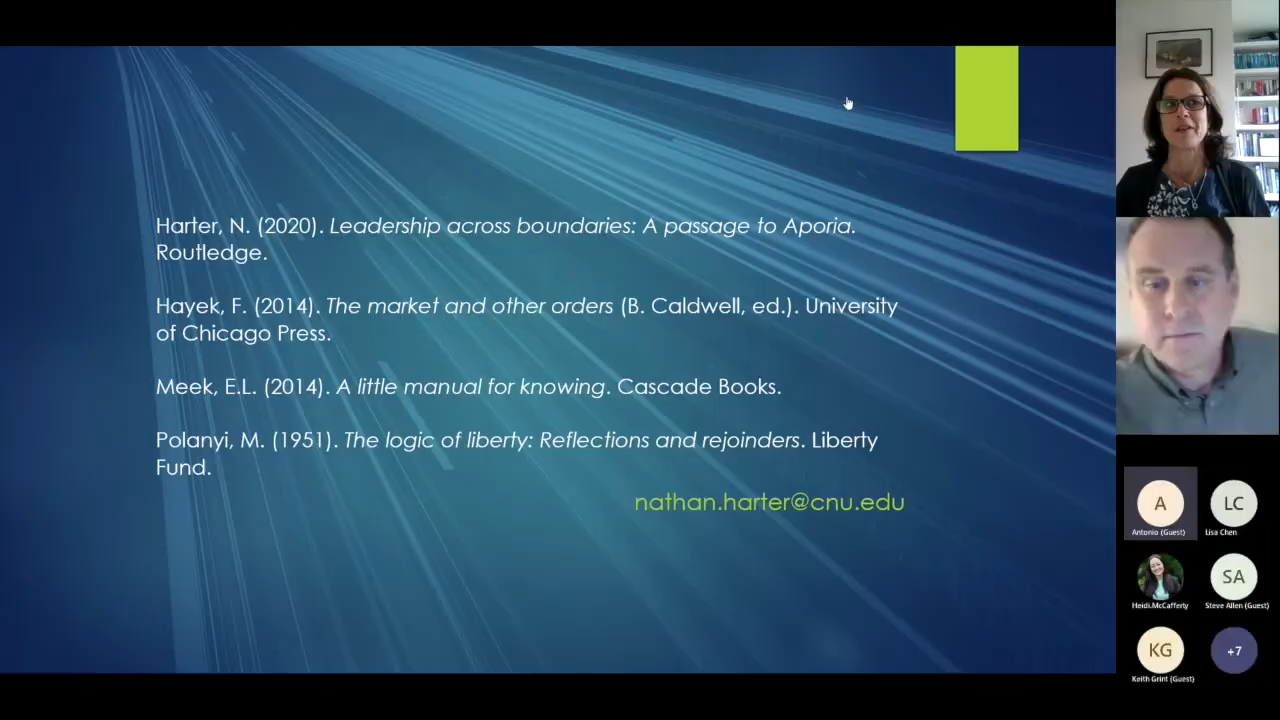 Harter, N. (2020). Leadership across boundaries: A passage to Aporia.
Routledge.
Hayek, F. (2014). The market and other orders (B. Caldwell, ed.). University
of Chicago Press.
Meek, E.L. (2014). A little manual for knowing. Cascade Books.
Polanyi, M. (1951). The logic of liberty: Reflections and rejoinders. Liberty
Fund.
nathan.harter@cnu.edu
A
LC
Antonio (Guest)
Lisa Chen
SA
Heidi.McCafferty
Steve Allen (Guest)
KG
+7
Keith Grint (Guest)